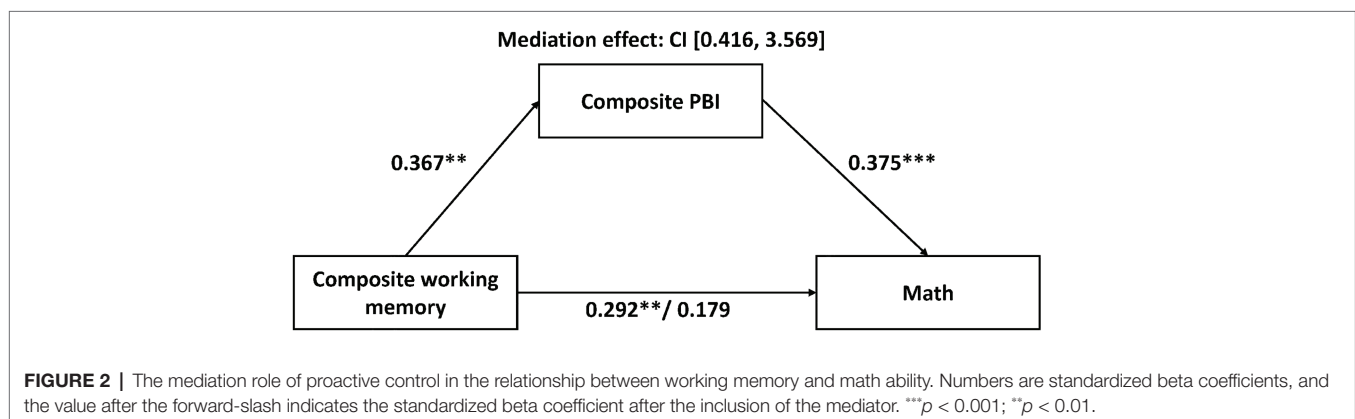 Mediation effect: CI [0.416, 3.569]
Composite PBI
0.367**
0.375***
Composite working
memory
Math
0.292**/ 0.179
FIGURE 2 | The mediation role of proactive control in the relationship between working memory and math ability. Numbers are standardized beta coefficients, and
the value after the forward-slash indicates the standardized beta coefficient after the inclusion of the mediator. ***p < 0.001; **p < 0.01.